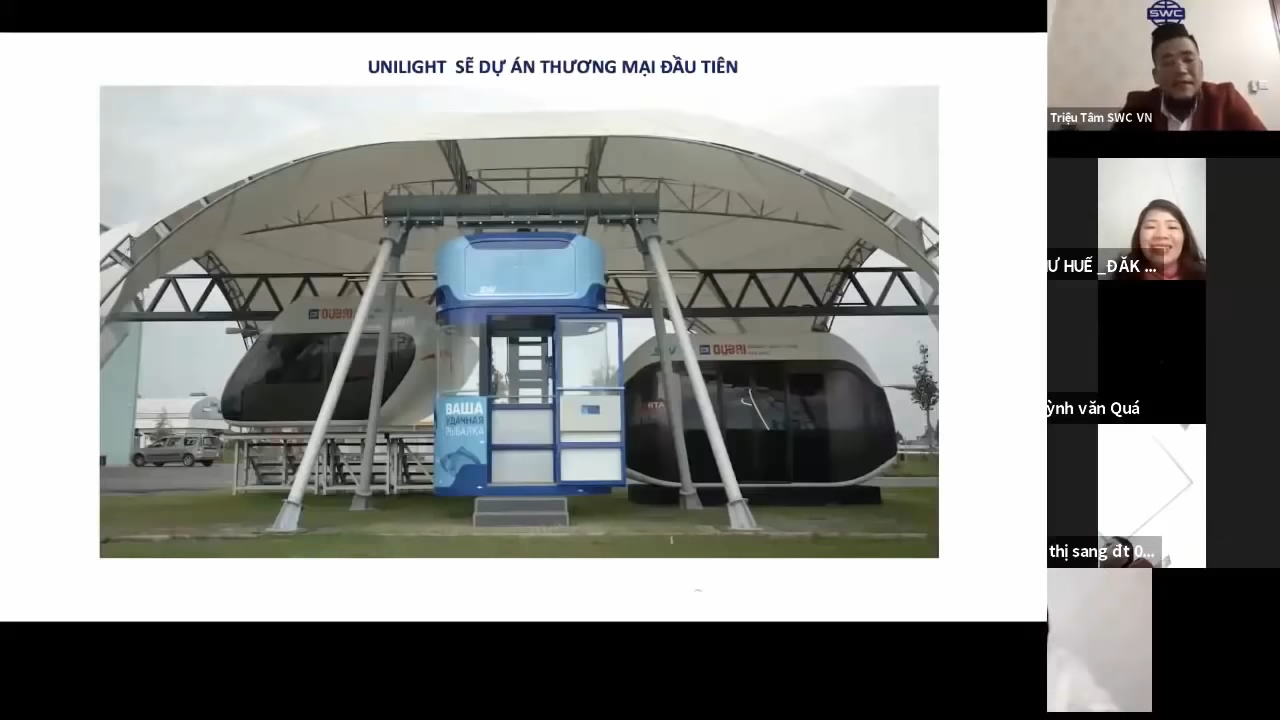 UNILIGHT SẼ DỰ ÁN THƯƠNG MẠI ĐẦU TIÊN
SWC
Triệu Tâm SWC VN
Ư HUẾ _ĐĂK ...
ỳnh văn Quá
thị sang đt 0...
DUBAI
DUBAI
RTA
ВАША
УДАЧНАЯ
РЫБАЛКА